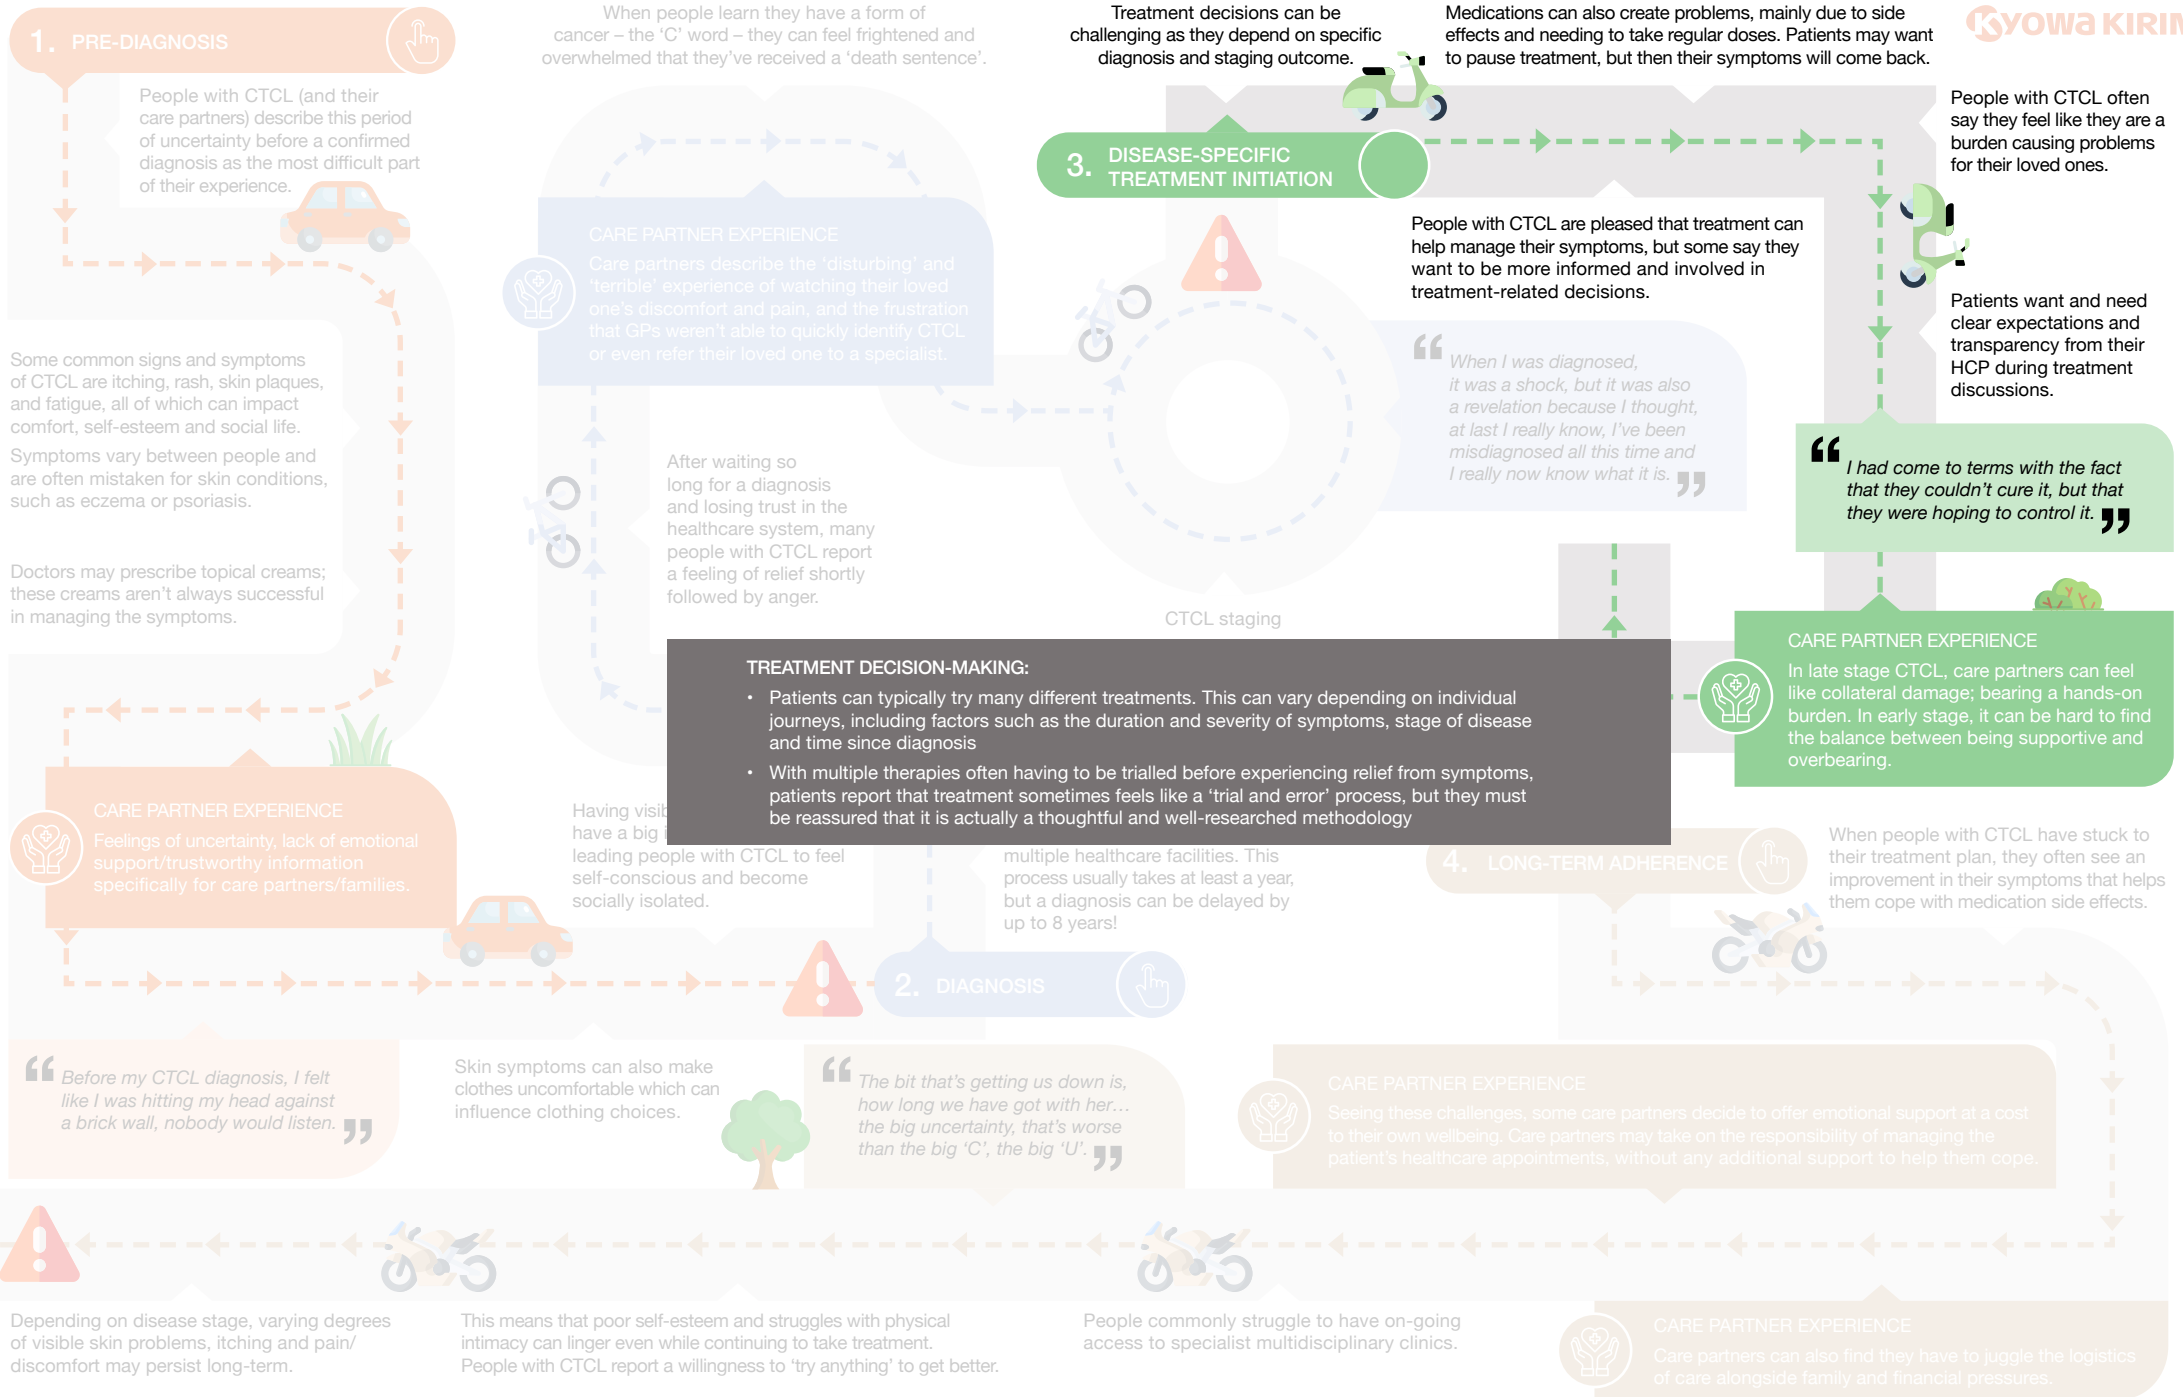 1. PRE-DIAGNOSIS
People with CTCL (and their
care partners) describe this period
of uncertainty before a confirmed
diagnosis as the most difficult part
of their experience.
Some common signs and symptoms
of CTCL are itching, rash, skin plaques,
and fatigue, all of which can impact
comfort, self-esteem and social life.
Symptoms vary between people and
are often mistaken for skin conditions,
such as eczema or psoriasis.
Doctors may prescribe topical creams;
these creams aren't always successful
in managing the symptoms.
CARE PARTNER EXPERIENCE
Feelings of uncertainty, lack of emotional
support/trustworthy information
specifically for care partners/families.
“ Before my CTCL diagnosis, I felt
like I was hitting my head against
a brick wall, nobody would listen. ”
Skin symptoms can also make
clothes uncomfortable which can
influence clothing choices.
Having visib
have a big i
leading people with CTCL to feel
self-conscious and become
socially isolated.
2. DIAGNOSIS
multiple healthcare facilities. This
process usually takes at least a year,
but a diagnosis can be delayed by
up to 8 years!
After waiting so
long for a diagnosis
and losing trust in the
healthcare system, many
people with CTCL report
a feeling of relief shortly
followed by anger.
CARE PARTNER EXPERIENCE
Care partners describe the ‘disturbing’ and
‘terrible’ experience of watching their loved
one's discomfort and pain, and the frustration
that GPs weren't able to quickly identify CTCL
or even refer their loved one to a specialist.
When people learn they have a form of
cancer – the ‘C’ word – they can feel frightened and
overwhelmed that they've received a ‘death sentence’.
CTCL staging
“ When I was diagnosed,
it was a shock, but it was also
a revelation because I thought,
at last I really know, I've been
misdiagnosed all this time and
I really now know what it is. ”
Treatment decisions can be
challenging as they depend on specific
diagnosis and staging outcome.
3. DISEASE-SPECIFIC
TREATMENT INITIATION
Medications can also create problems, mainly due to side
effects and needing to take regular doses. Patients may want
to pause treatment, but then their symptoms will come back.
KYOWA KIRIN
People with CTCL are pleased that treatment can
help manage their symptoms, but some say they
want to be more informed and involved in
treatment-related decisions.
People with CTCL often
say they feel like they are a
burden causing problems
for their loved ones.
Patients want and need
clear expectations and
transparency from their
HCP during treatment
discussions.
“ I had come to terms with the fact
that they couldn't cure it, but that
they were hoping to control it. ”
CARE PARTNER EXPERIENCE
In late stage CTCL, care partners can feel
like collateral damage; bearing a hands-on
burden. In early stage, it can be hard to find
the balance between being supportive and
overbearing.
TREATMENT DECISION-MAKING:
• Patients can typically try many different treatments. This can vary depending on individual
journeys, including factors such as the duration and severity of symptoms, stage of disease
and time since diagnosis
• With multiple therapies often having to be trialled before experiencing relief from symptoms,
patients report that treatment sometimes feels like a ‘trial and error’ process, but they must
be reassured that it is actually a thoughtful and well-researched methodology
4. LONG-TERM ADHERENCE
When people with CTCL have stuck to
their treatment plan, they often see an
improvement in their symptoms that helps
them cope with medication side effects.
CARE PARTNER EXPERIENCE
Seeing these challenges, some care partners decide to offer emotional support at a cost
to their own wellbeing. Care partners may take on the responsibility of managing the
patient's healthcare appointments, without any additional support to help them cope.
“ The bit that's getting us down is,
how long we have got with her…
the big uncertainty, that's worse
than the big ‘C’, the big ‘U’. ”
CARE PARTNER EXPERIENCE
Care partners can also find they have to juggle the logistics
of care alongside family and financial pressures.
People commonly struggle to have on-going
access to specialist multidisciplinary clinics.
This means that poor self-esteem and struggles with physical
intimacy can linger even while continuing to take treatment.
People with CTCL report a willingness to ‘try anything’ to get better.
Depending on disease stage, varying degrees
of visible skin problems, itching and pain/
discomfort may persist long-term.